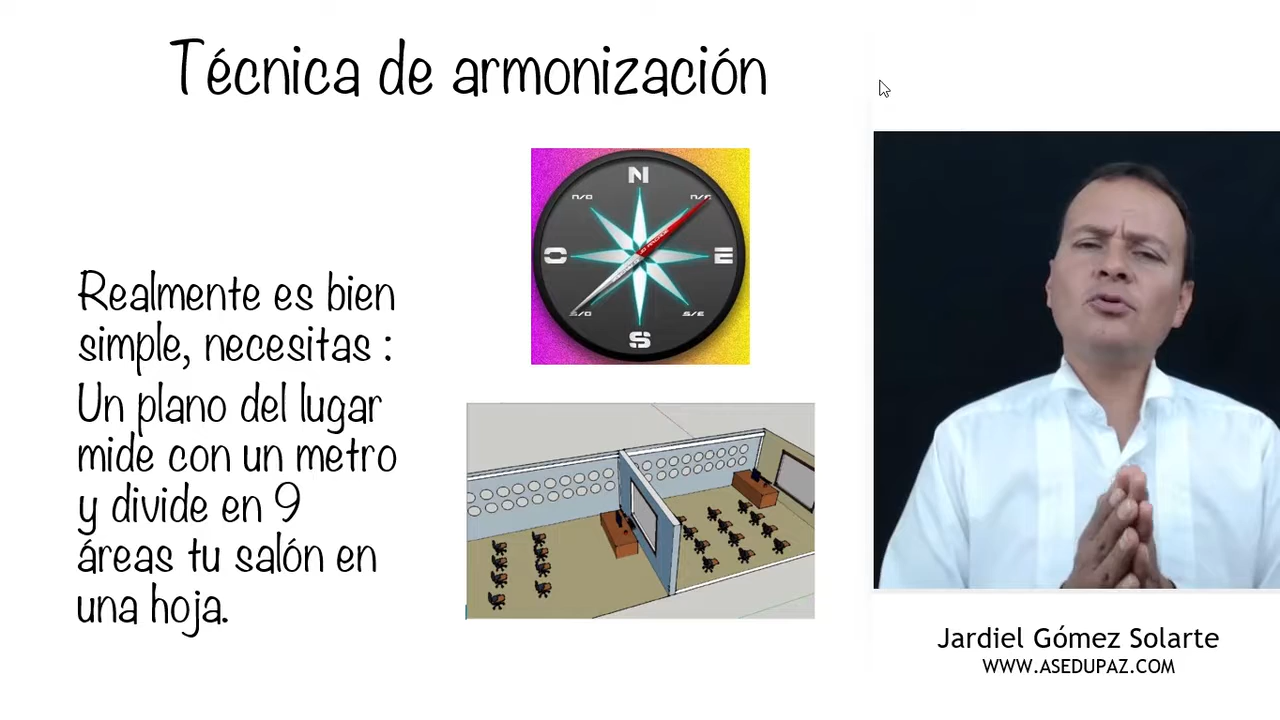 Técnica de armonización
N
N/O
O
E
S/O
S/E
S
Realmente es bien
simple, necesitas :
Un plano del lugar
mide con un metro
y divide en 9
áreas tu salón en
una hoja.
Jardiel Gómez Solarte
WWW.ASEDUPAZ.COM